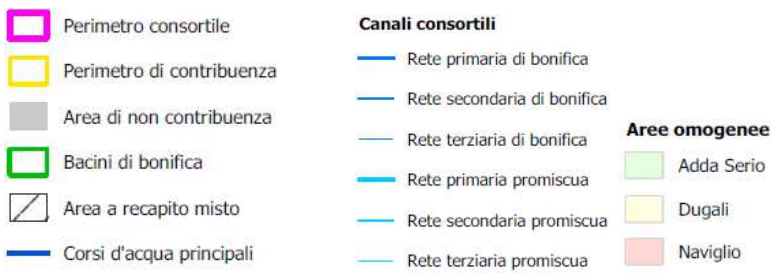 Perimetro consortile
Perimetro di contribuenza
Area di non contribuenza
Bacini di bonifica
Area a recapito misto
Corsi d'acqua principali
Canali consortili
Rete primaria di bonifica
Rete secondaria di bonifica
Rete terziaria di bonifica
Rete primaria promiscua
Rete secondaria promiscua
Rete terziaria promiscua
Aree omogenee
Adda Serio
Dugali
Naviglio